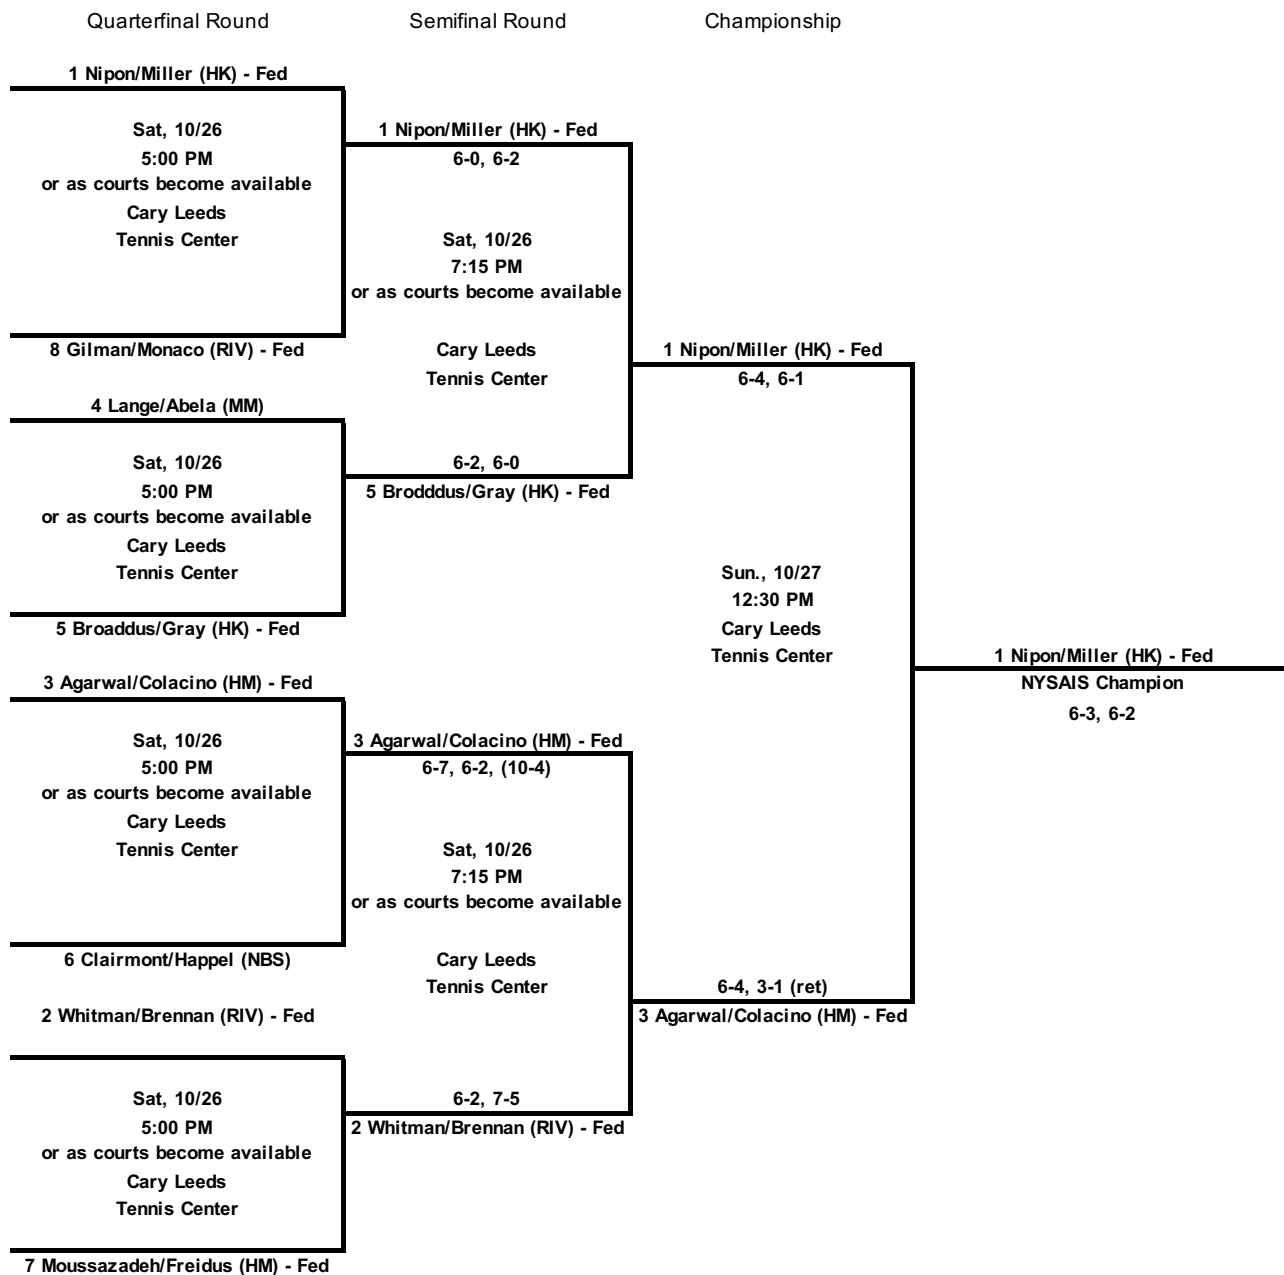 Quarterfinal Round
Semifinal Round
Championship
1 Nipon/Miller (HK) - Fed
Sat, 10/26
5:00 PM
or as courts become available
Cary Leeds
Tennis Center
8 Gilman/Monaco (RIV) - Fed
4 Lange/Abela (MM)
Sat, 10/26
5:00 PM
or as courts become available
Cary Leeds
Tennis Center
5 Broaddus/Gray (HK) - Fed
3 Agarwal/Colacino (HM) - Fed
Sat, 10/26
5:00 PM
or as courts become available
Cary Leeds
Tennis Center
6 Clairmont/Happel (NBS)
2 Whitman/Brennan (RIV) - Fed
Sat, 10/26
5:00 PM
or as courts become available
Cary Leeds
Tennis Center
7 Moussazadeh/Freidus (HM) - Fed
1 Nipon/Miller (HK) - Fed
6-0, 6-2
Sat, 10/26
7:15 PM
or as courts become available
Cary Leeds
Tennis Center
6-2, 6-0
5 Brodddus/Gray (HK) - Fed
3 Agarwal/Colacino (HM) - Fed
6-7, 6-2, (10-4)
Sat, 10/26
7:15 PM
or as courts become available
Cary Leeds
Tennis Center
6-2, 7-5
2 Whitman/Brennan (RIV) - Fed
1 Nipon/Miller (HK) - Fed
6-4, 6-1
Sun., 10/27
12:30 PM
Cary Leeds
Tennis Center
6-4, 3-1 (ret)
3 Agarwal/Colacino (HM) - Fed
1 Nipon/Miller (HK) - Fed
NYSAIS Champion
6-3, 6-2